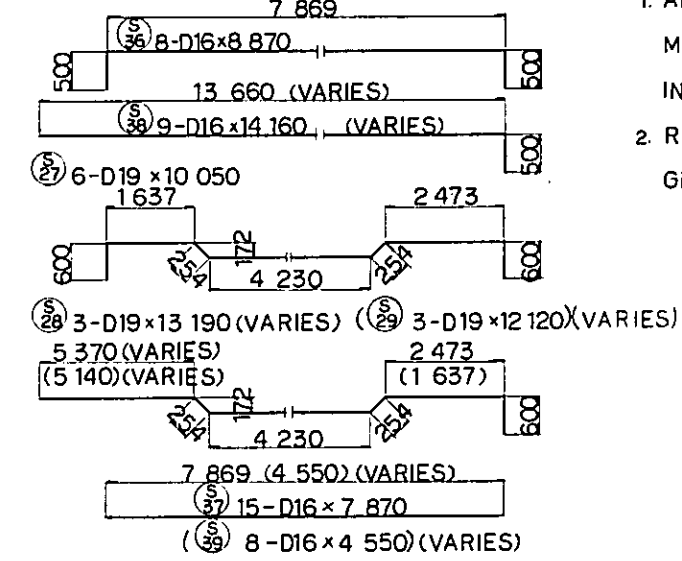 7 869
1. A
S 36 8-D16×8 870
M
500 500
13 660 (VARIES)
IN
S 38 9-D16×14 160 (VARIES)
2. R
500
S 27 6-D19×10 050
Gi
1 637 2 473
600 254 172 4 230 254 600
S 28 3-D19×13 190 (VARIES) (S 29 3-D19×12 120)(VARIES)
5 370 (VARIES) 2 473
(5 140)(VARIES) (1 637)
254 172 4 230 254 600
7 869 (4 550) (VARIES)
S 37 15-D16×7 870
(S 39 8-D16×4 550)(VARIES)